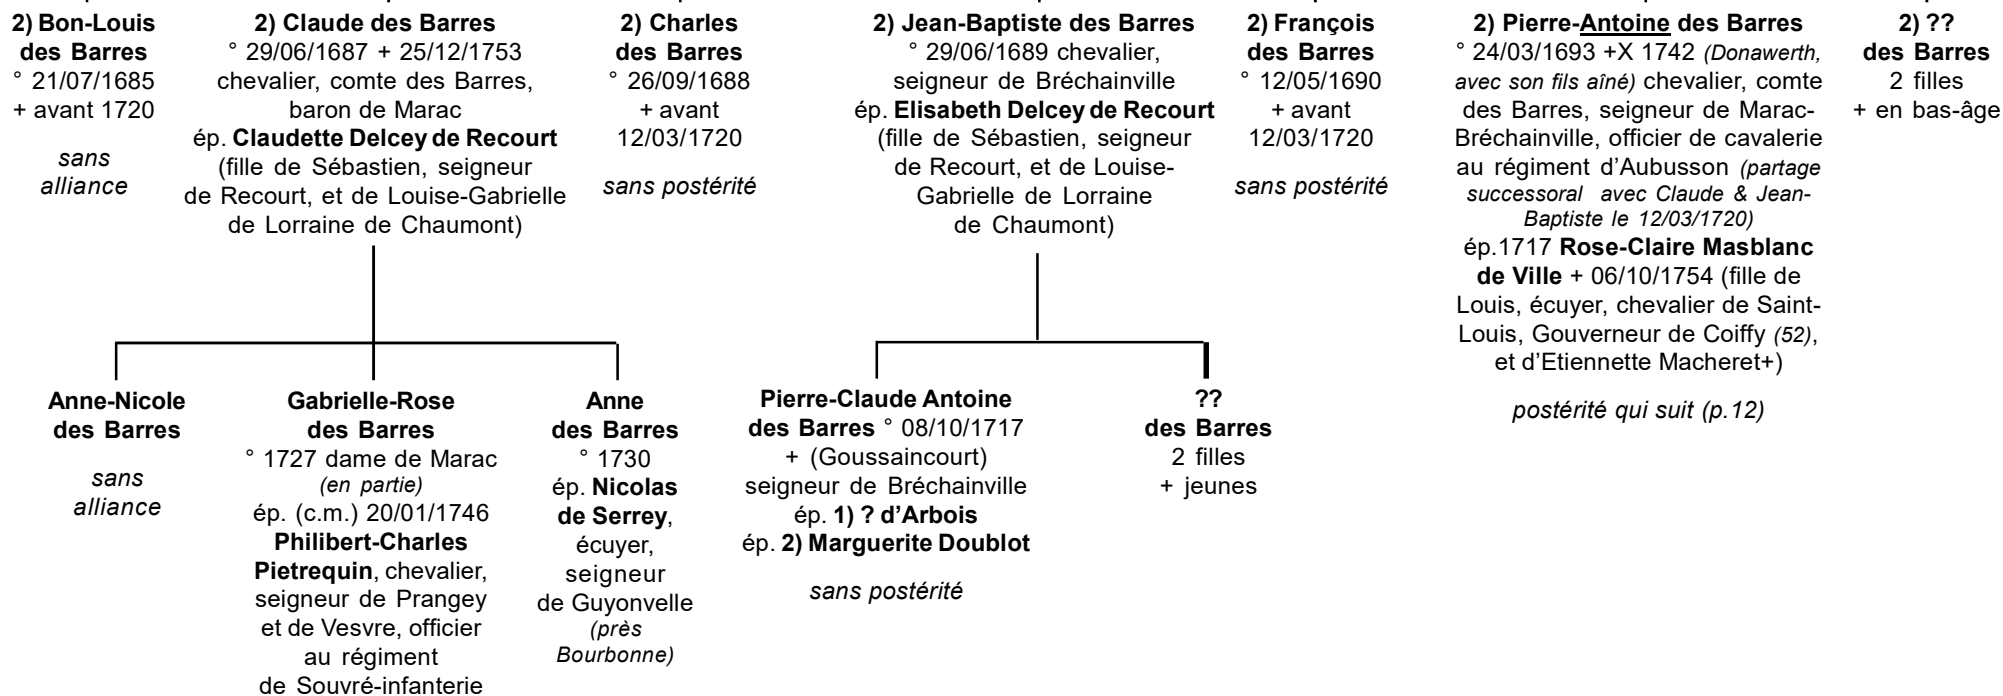 2) Bon-Louis
des Barres
° 21/07/1685
+ avant 1720
sans
alliance
2) Claude des Barres
° 29/06/1687 + 25/12/1753
chevalier, comte des Barres,
baron de Marac
ép. Claudette Delcey de Recourt
(fille de Sébastien, seigneur
de Recourt, et de Louise-Gabrielle
de Lorraine de Chaumont)
2) Charles
des Barres
° 26/09/1688
+ avant
12/03/1720
sans postérité
2) Jean-Baptiste des Barres
° 29/06/1689 chevalier,
seigneur de Bréchainville
ép. Elisabeth Delcey de Recourt
(fille de Sébastien, seigneur
de Recourt, et de Louise-
Gabrielle de Lorraine
de Chaumont)
2) François
des Barres
° 12/05/1690
+ avant
12/03/1720
sans postérité
2) Pierre-Antoine des Barres
° 24/03/1693 +X 1742 (Donawerth,
avec son fils aîné) chevalier, comte
des Barres, seigneur de Marac-
Bréchainville, officier de cavalerie
au régiment d’Aubusson (partage
successoral avec Claude & Jean-
Baptiste le 12/03/1720)
ép.1717 Rose-Claire Masblanc
de Ville + 06/10/1754 (fille de
Louis, écuyer, chevalier de Saint-
Louis, Gouverneur de Coiffy (52),
et d’Etiennette Macheret+)
postérité qui suit (p.12)
2) ??
des Barres
2 filles
+ en bas-âge
Anne-Nicole
des Barres
sans
alliance
Gabrielle-Rose
des Barres
° 1727 dame de Marac
(en partie)
ép. (c.m.) 20/01/1746
Philibert-Charles
Pietrequin, chevalier,
seigneur de Prangey
et de Vesvre, officier
au régiment
de Souvré-infanterie
Anne
des Barres
° 1730
ép. Nicolas
de Serrey,
écuyer,
seigneur
de Guyonvelle
(près
Bourbonne)
Pierre-Claude Antoine
des Barres ° 08/10/1717
+ (Goussaincourt)
seigneur de Bréchainville
ép. 1) ? d’Arbois
ép. 2) Marguerite Doublot
sans postérité
??
des Barres
2 filles
+ jeunes